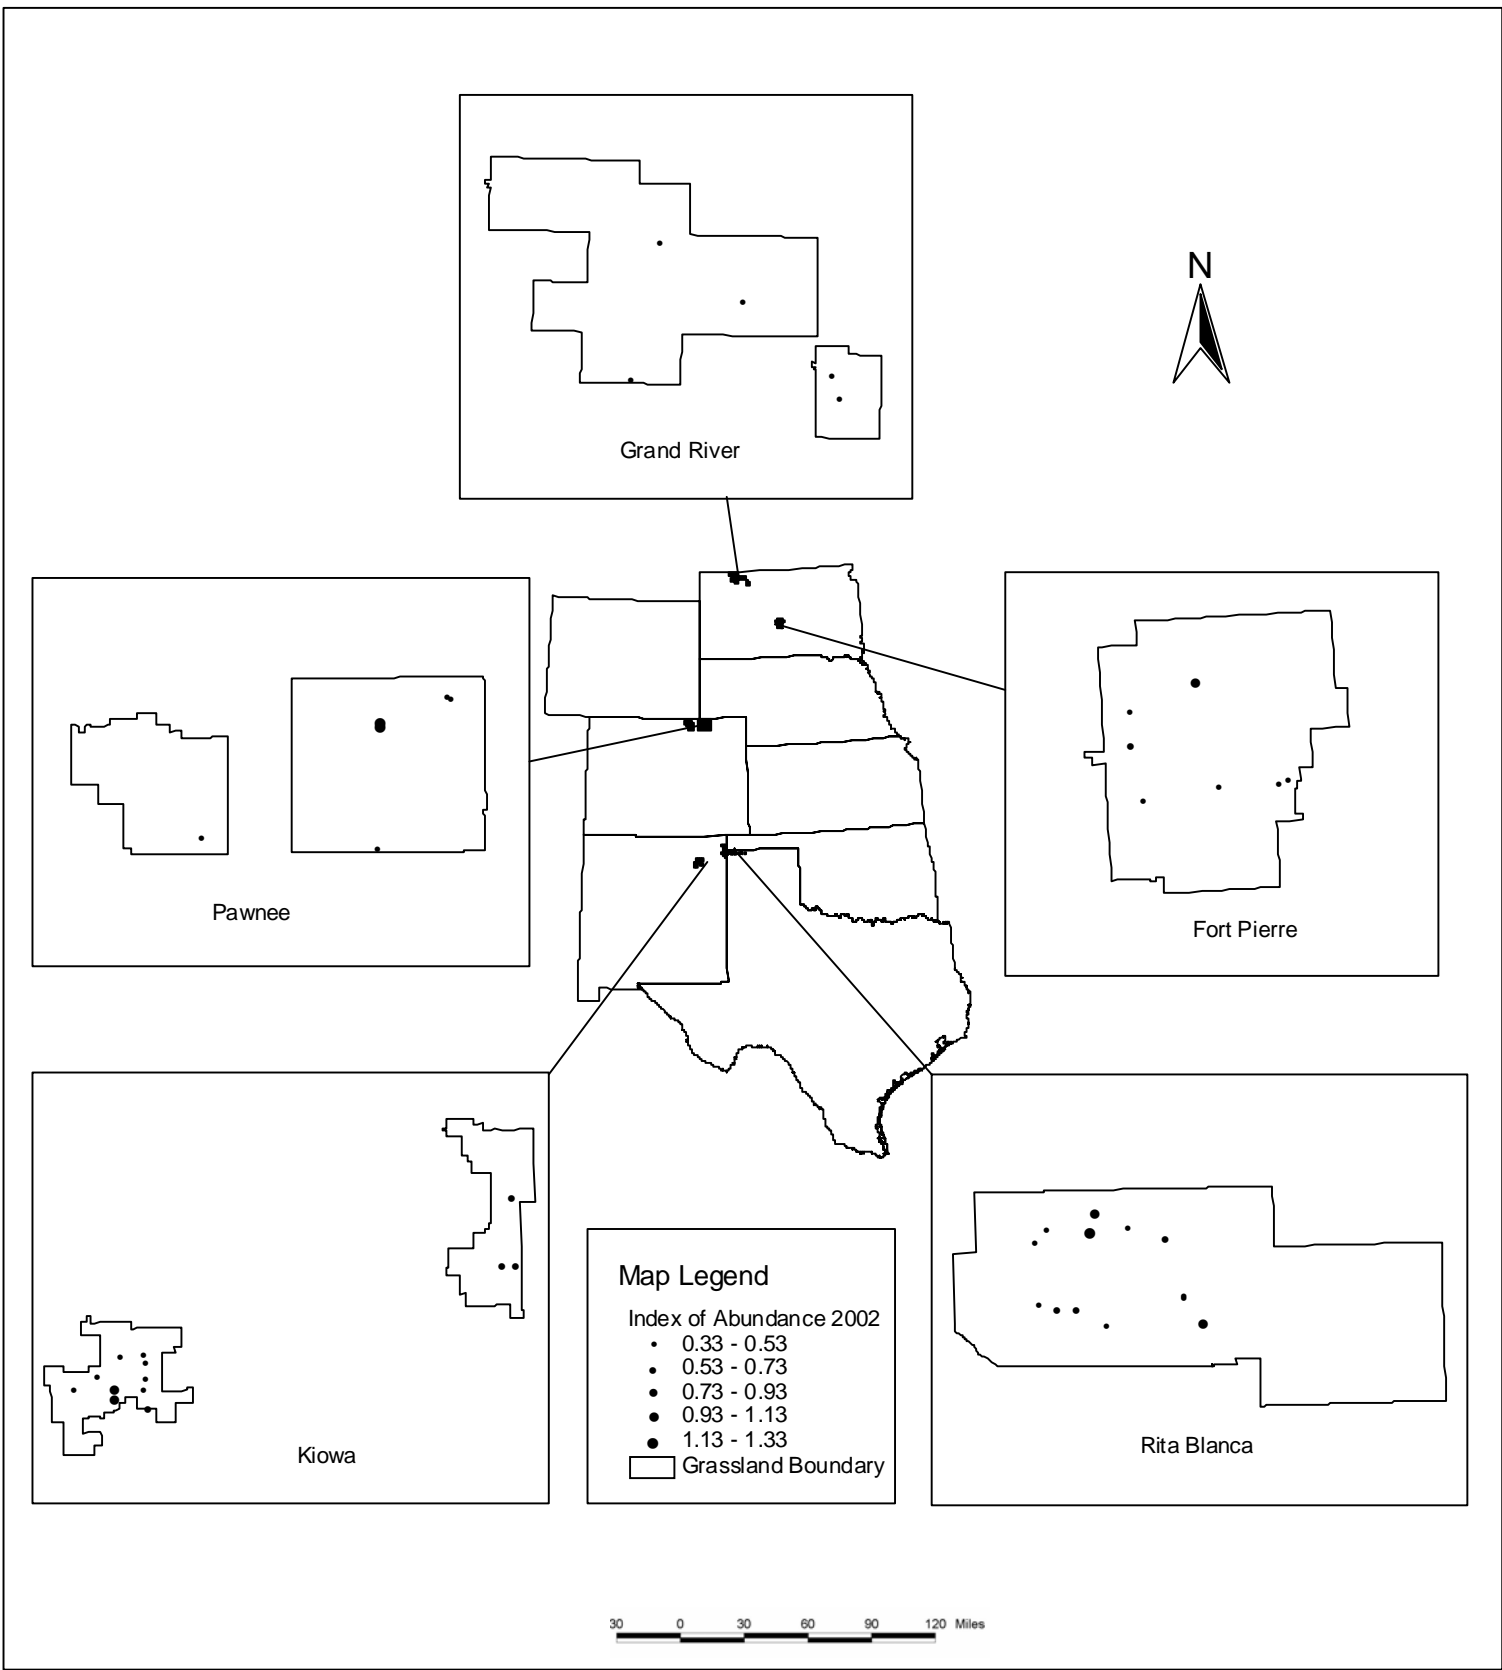 N
Grand River
Pawnee
Fort Pierre
Kiowa
Map Legend
Index of Abundance 2002
0.33 - 0.53
0.53 - 0.73
0.73 - 0.93
0.93 - 1.13
1.13 - 1.33
Grassland Boundary
Rita Blanca
30 0 30 60 90 120 Miles